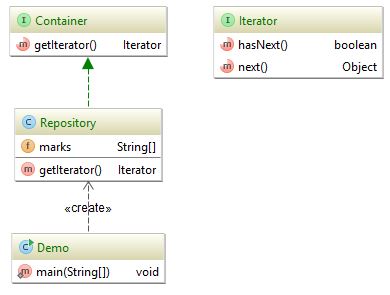 Container
getIterator() Iterator
Iterator
hasNext() boolean
next() Object
Repository
marks String[]
getIterator() Iterator
«create»
Demo
main(String[]) void